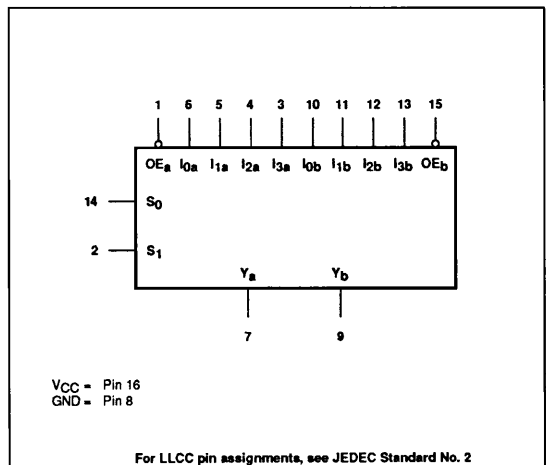 1 6 5 4 3 10 11 12 13 15
OEa I0a I1a I2a I3a I0b I1b I2b I3b OEb
14 S0
2 S1
Ya Yb
7 9
VCC = Pin 16
GND = Pin 8
For LLCC pin assignments, see JEDEC Standard No. 2